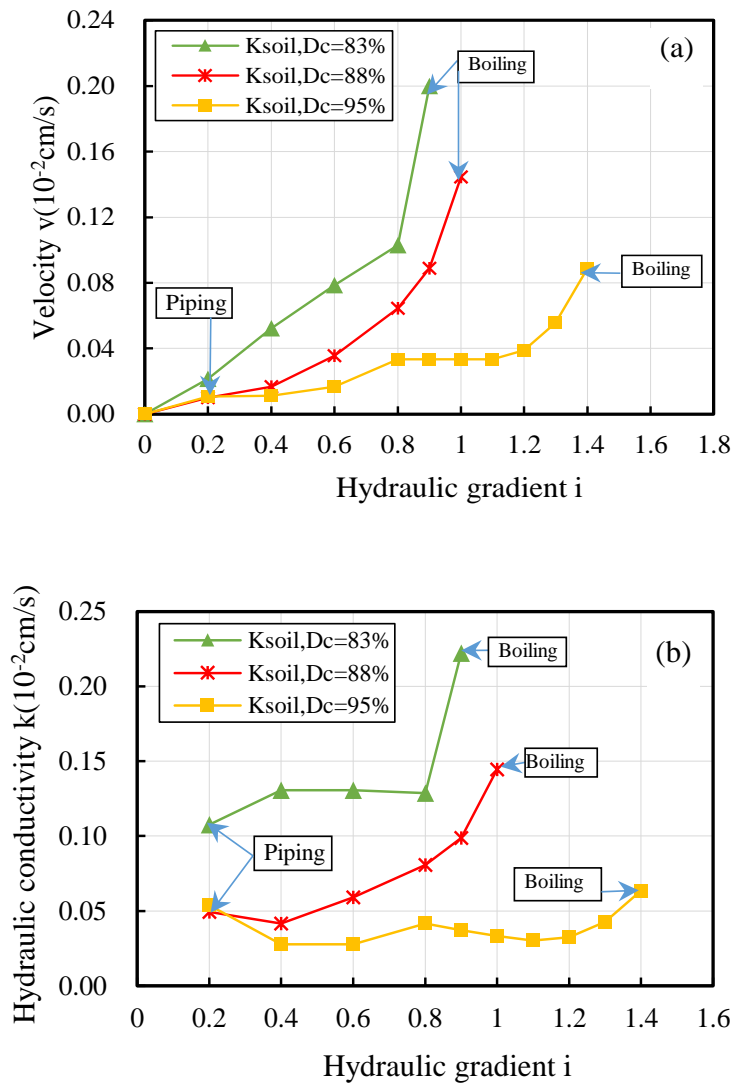 0.24
0.20
0.16
0.12
0.08
0.04
0.00
Velocity v(10⁻²cm/s)
Ksoil,Dc=83%
Ksoil,Dc=88%
Ksoil,Dc=95%
(a)
Boiling
Boiling
Piping
0 0.2 0.4 0.6 0.8 1 1.2 1.4 1.6 1.8
Hydraulic gradient i
0.25
0.20
0.15
0.10
0.05
0.00
Hydraulic conductivity k(10⁻²cm/s)
Ksoil,Dc=83%
Ksoil,Dc=88%
Ksoil,Dc=95%
(b)
Boiling
Boiling
Piping
Boiling
0 0.2 0.4 0.6 0.8 1 1.2 1.4 1.6
Hydraulic gradient i